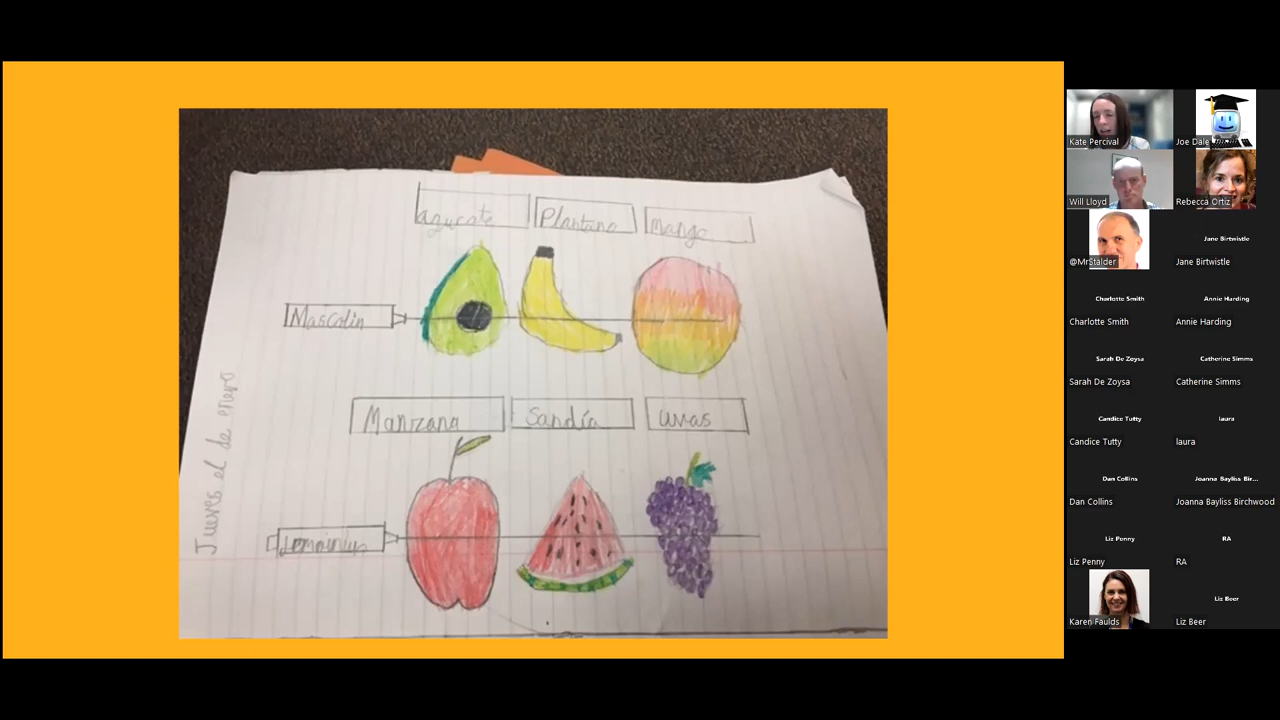 agucate Plantano Mango
Mascolin
Manzana Sandía uvas
Jueves el de enero
Kate Percival
Joe Dale
Will Lloyd
Rebecca Ortiz
@MrStalder
Jane Birtwistle
Jane Birtwistle
Charlotte Smith
Charlotte Smith
Annie Harding
Annie Harding
Sarah De Zoysa
Sarah De Zoysa
Catherine Simms
Catherine Simms
Candice Tutty
Candice Tutty
laura
laura
Dan Collins
Dan Collins
Joanna Bayliss Bir...
Joanna Bayliss Birchwood
Liz Penny
Liz Penny
RA
RA
Karen Faulds
Liz Beer
Liz Beer